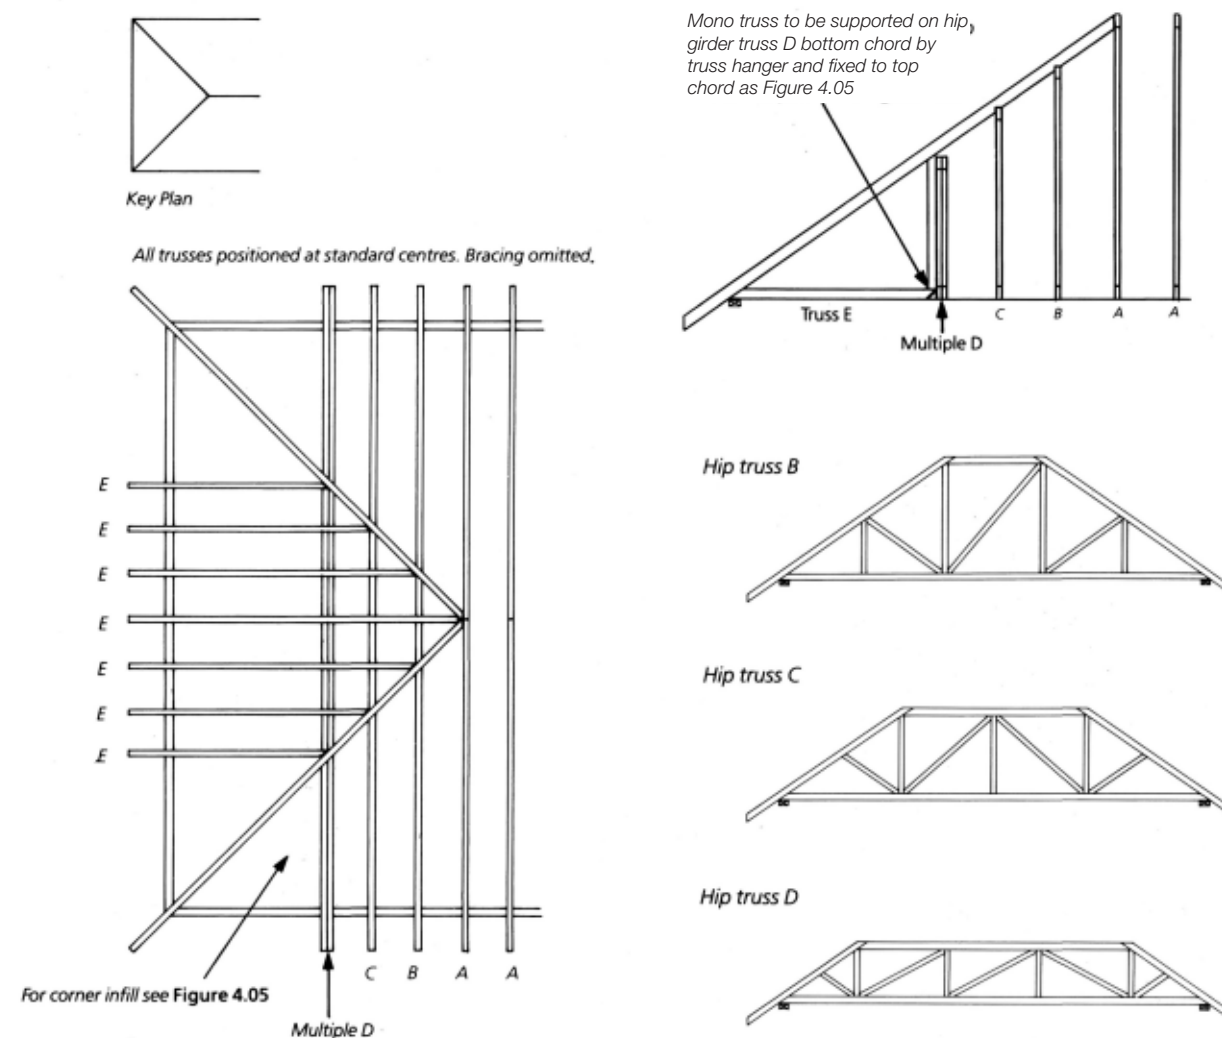 Key Plan
All trusses positioned at standard centres. Bracing omitted.
E
E
E
E
E
E
E
C
B
A
A
For corner infill see Figure 4.05
Multiple D
Mono truss to be supported on hip
girder truss D bottom chord by
truss hanger and fixed to top
chord as Figure 4.05
Truss E
C
B
A
A
Multiple D
Hip truss B
Hip truss C
Hip truss D